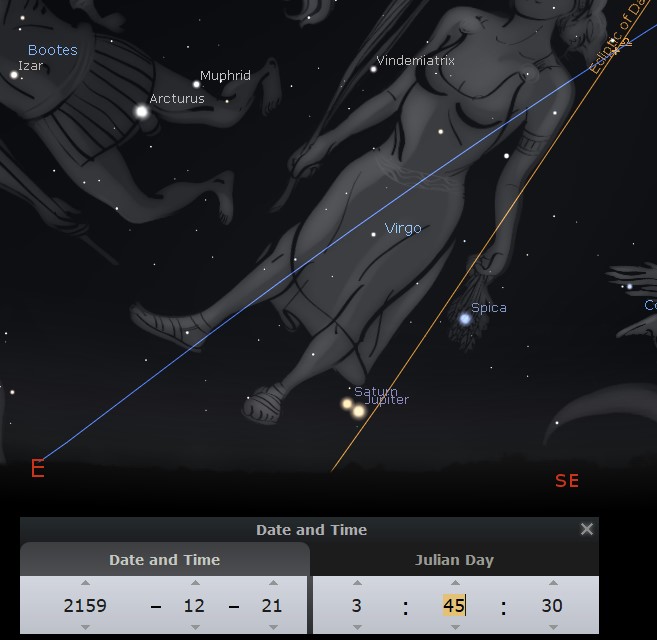 Ecliptic of Da
Bootes
Izar
Muphrid
Vindemiatrix
Arcturus
Virgo
Spica
Saturn
Jupiter
E
SE
Date and Time
Date and Time
Julian Day
2159 - 12 - 21
3 : 45 : 30